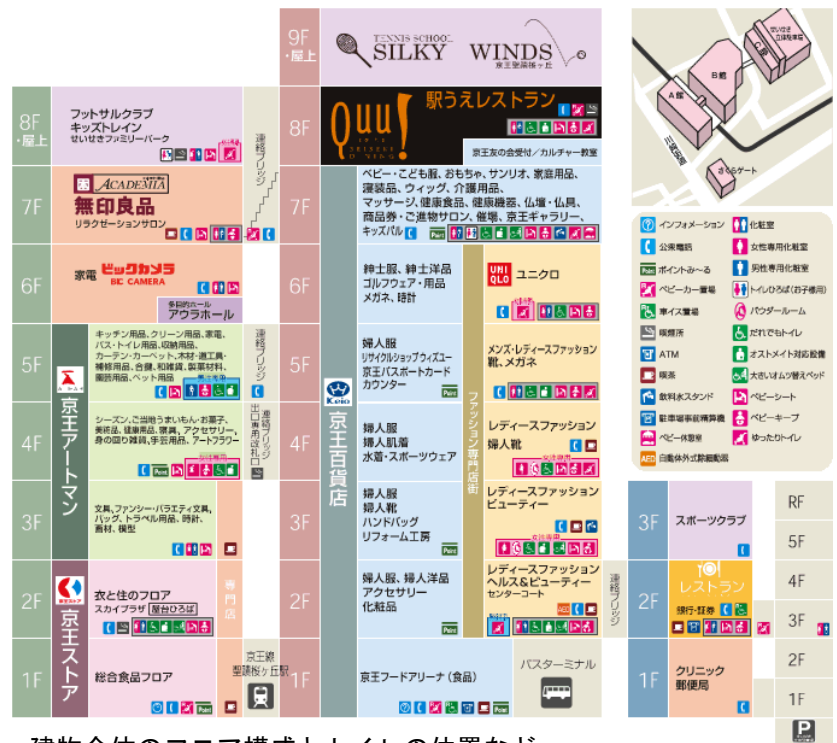 9F
・屋上
TENNIS SCHOOL
SILKY WINDS
京王聖蹟桜ヶ丘
8F
・屋上
フットサルクラブ
キッズトレイン
せいせきファミリーパーク
連絡ブリッジ
8F
Quu!
駅うえレストラン
京王友の会受付/カルチャー教室
7F
ACADEMIA
無印良品
リラクゼーションサロン
7F
ベビー・こども服、おもちゃ、サンリオ、家庭用品、
寝装品、ウィッグ、介護用品、
マッサージ、健康食品、健康機器、仏壇・仏具、
商品券・ご進物サロン、催場、京王ギャラリー、
キッズパル
Point
6F
家電 ビックカメラ
BIC CAMERA
多目的ホール
アウラホール
6F
紳士服、紳士洋品
ゴルフウェア・用品
メガネ、時計
UNI
QLO
ユニクロ
5F
キッチン用品、クリーン用品、家電、
バス・トイレ用品、収納用品、
カーテン・カーペット、木材・道工具・
補修用品、合鍵、和雑貨、製菓材料、
園芸用品、ペット用品
連絡ブリッジ
5F
婦人服
リサイクルショップウィズユー
京王パスポートカード
カウンター
Point
メンズ・レディースファッション
靴、メガネ
京王アートマン
4F
シーズン、ご当地うまいもん・お菓子、
美術品、健康用品、寝具、アクセサリー、
身の回り雑貨、手芸用品、アートフラワー
連絡ブリッジ
出口専用改札口
4F
Keio
京王百貨店
婦人服
婦人肌着
水着・スポーツウェア
ファッション専門店街
レディースファッション
婦人靴
女性専用
3F
文具、ファンシー・バラエティ文具、
バッグ、トラベル用品、時計、
画材、模型
3F
婦人服
婦人靴
ハンドバッグ
リフォーム工房
Point
レディースファッション
ビューティー
女性専用
2F
京王ストア
衣と住のフロア
スカイプラザ 屋台ひろば
専門店
2F
婦人服、婦人洋品
アクセサリー
化粧品
Point
レディースファッション
ヘルス&ビューティー
センターコート
AED
連絡ブリッジ
1F
総合食品フロア
Point
京王線
聖蹟桜ヶ丘駅
1F
京王フードアリーナ(食品)
Point
バスターミナル
3F
スポーツクラブ
2F
レストラン
銀行・証券
1F
クリニック
郵便局
RF
5F
4F
3F
2F
1F
P
A館
B館
C館
せいせき
立体駐車場
さくらゲート
インフォメーション
公衆電話
Point ポイントみ〜る
ベビーカー置場
車イス置場
喫煙所
ATM
喫茶
飲料水スタンド
駐車場事前精算機
ベビー休憩室
AED 自動体外式除細動器
化粧室
女性専用化粧室
男性専用化粧室
トイレひろば(お子様用)
パウダールーム
だれでもトイレ
オストメイト対応設備
大きいオムツ替えベッド
ベビーシート
ベビーキープ
ゆったりトイレ